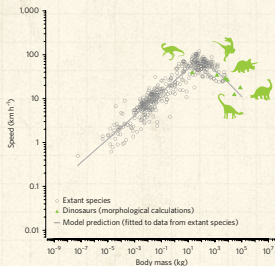 1,000
100
10
1
0.1
0.01
Speed (km h⁻¹)
Extant species
Dinosaurs (morphological calculations)
Model prediction (fitted to data from extant species)
10⁻⁹ 10⁻⁷ 10⁻⁵ 10⁻³ 10⁻¹ 10¹ 10³ 10⁵ 10⁷
Body mass (kg)